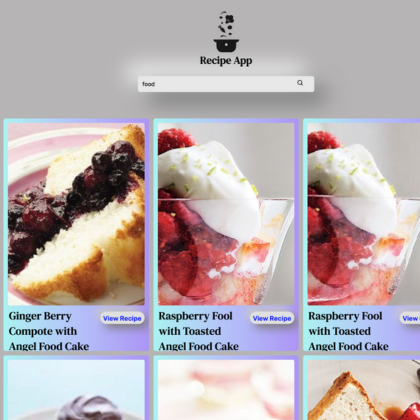 Recipe App
food
Ginger Berry
Compote with
Angel Food Cake
View Recipe
Raspberry Fool
with Toasted
Angel Food Cake
View Recipe
Raspberry Fool
with Toasted
Angel Food Cake
View